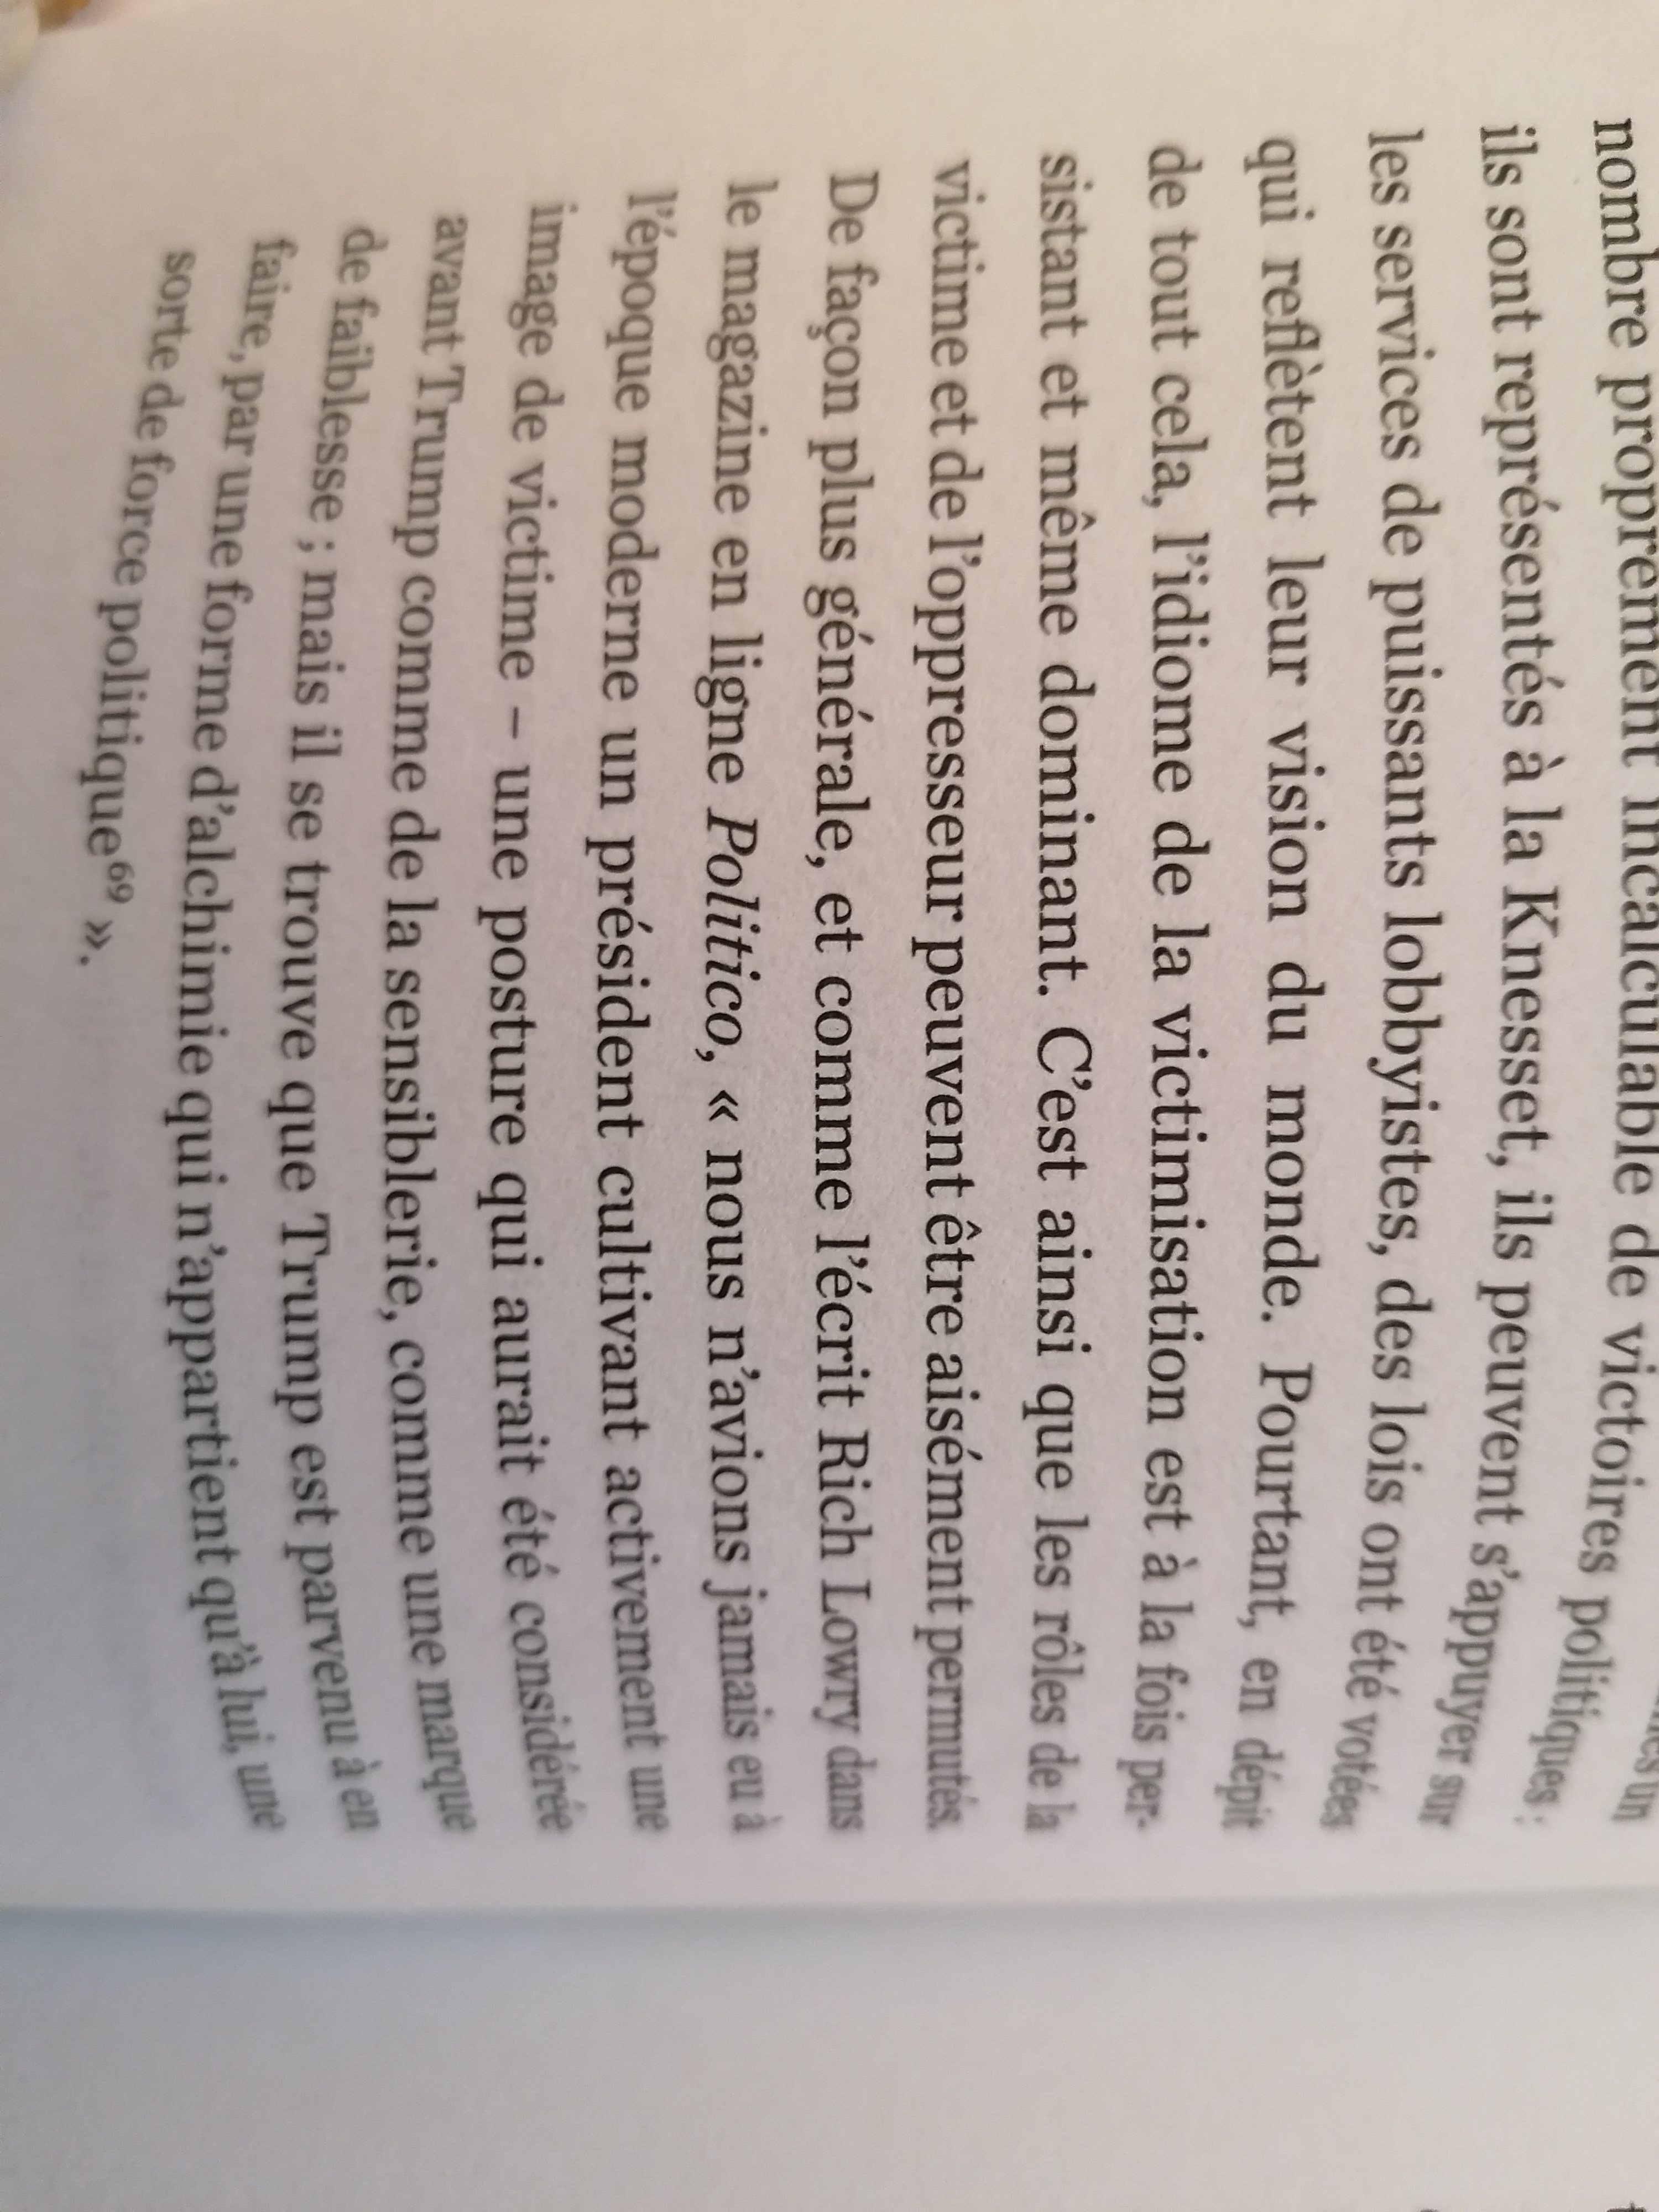 un
nombre proprement incalculable de victoires politiques :
ils sont représentés à la Knesset, ils peuvent s'appuyer sur
les services de puissants lobbyistes, des lois ont été votées
qui reflètent leur vision du monde. Pourtant, en dépit
de tout cela, l'idiome de la victimisation est à la fois per-
sistant et même dominant. C'est ainsi que les rôles de la
victime et de l'oppresseur peuvent être aisément permutés.
De façon plus générale, et comme l'écrit Rich Lowry dans
le magazine en ligne Politico, « nous n'avions jamais eu à
l'époque moderne un président cultivant activement une
image de victime – une posture qui aurait été considérée
avant Trump comme de la sensiblerie, comme une marque
de faiblesse ; mais il se trouve que Trump est parvenu à en
faire, par une forme d'alchimie qui n'appartient qu'à lui, une
sorte de force politique⁶⁹ ».